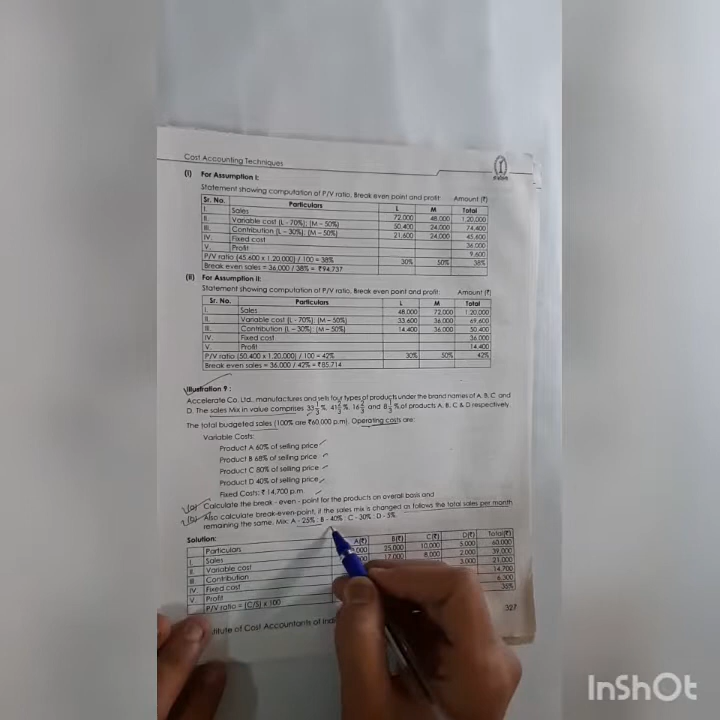 Cost Accounting Techniques
(i) For Assumption I:
Statement showing computation of P/V ratio, Break even point and profit Amount (₹)
Sr. No. Particulars L M Total
I. Sales 72,000 48,000 1,20,000
II. Variable cost (L - 70%); (M – 50%) 50,400 24,000 74,400
III. Contribution (L – 30%); (M – 50%) 21,600 24,000 45,600
IV. Fixed cost 36,000
V. Profit 9,600
P/V ratio (45,600 x 1,20,000) / 100 = 38% 30% 50% 38%
Break even sales = 36,000 / 38% = ₹94,737
(ii) For Assumption II:
Statement showing computation of P/V ratio, Break even point and profit: Amount (₹)
Sr. No. Particulars L M Total
I. Sales 48,000 72,000 1,20,000
II. Variable cost (L - 70%); (M – 50%) 33,600 36,000 69,600
III. Contribution (L – 30%); (M – 50%) 14,400 36,000 50,400
IV. Fixed cost 36,000
V. Profit 14,400
P/V ratio (50,400 x 1,20,000) / 100 = 42% 30% 50% 42%
Break even sales = 36,000 / 42% = ₹85,714
Illustration 9 :
Accelerate Co. Ltd., manufactures and sells four types of products under the brand names of A, B, C and
D. The sales Mix in value comprises 33 1/3 %, 41 2/3 %, 16 2/3 and 8 1/3 % of products A, B, C & D respectively.
The total budgeted sales (100% are ₹60,000 p.m). Operating costs are:
Variable Costs:
Product A 60% of selling price
Product B 68% of selling price
Product C 80% of selling price
Product D 40% of selling price
Fixed Costs: ₹ 14,700 p.m
(a) Calculate the break - even - point for the products on overall basis and
(b) Also calculate break-even-point, if the sales mix is changed as follows the total sales per month
remaining the same. Mix: A - 25% : B - 40% : C - 30% : D - 5%
Solution:
Particulars A(₹) B(₹) C(₹) D(₹) Total(₹)
I. Sales 25,000 10,000 5,000 60,000
II. Variable cost 17,000 8,000 2,000 39,000
III. Contribution 3,000 21,000
IV. Fixed cost 14,700
V. Profit 6,300
P/V ratio = (C/S) x 100 35%
327
stitute of Cost Accountants of
InShOt